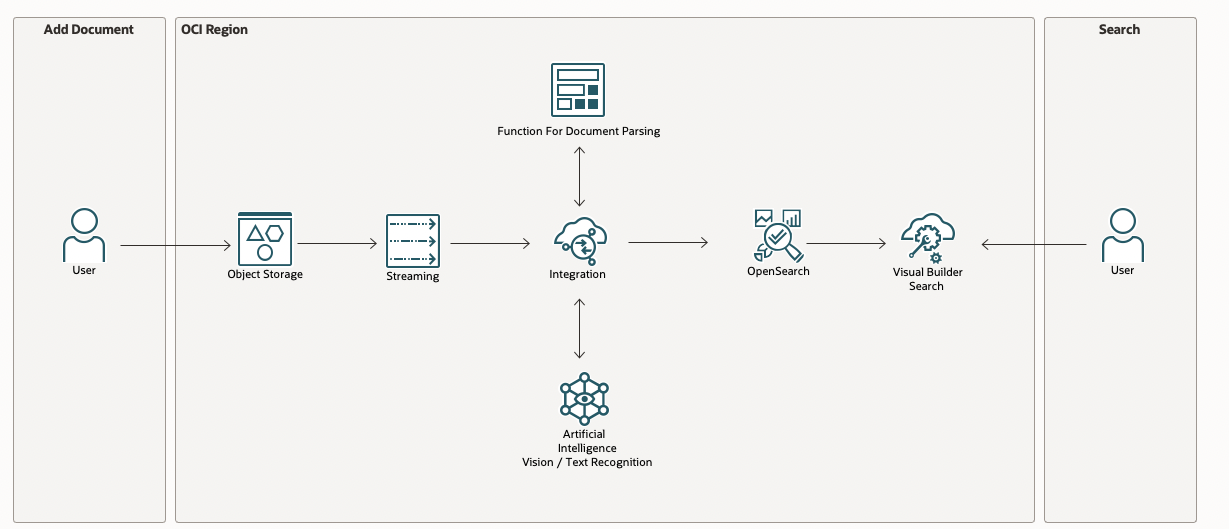 Add Document
OCI Region
Search
Function For Document Parsing
User
Object Storage
Streaming
Integration
OpenSearch
Visual Builder
Search
User
Artificial
Intelligence
Vision / Text Recognition